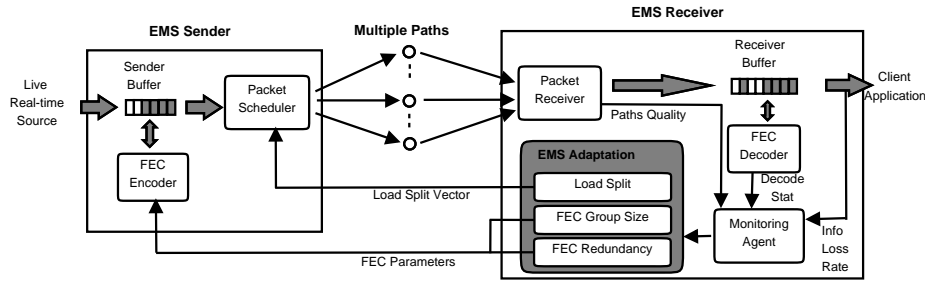 EMS Sender
Multiple Paths
EMS Receiver
Live
Real-time
Source
Sender
Buffer
Packet
Scheduler
FEC
Encoder
Packet
Receiver
Receiver
Buffer
Client
Application
Paths Quality
FEC
Decoder
Decode
Stat
EMS Adaptation
Load Split
FEC Group Size
FEC Redundancy
Monitoring
Agent
Info
Loss
Rate
Load Split Vector
FEC Parameters